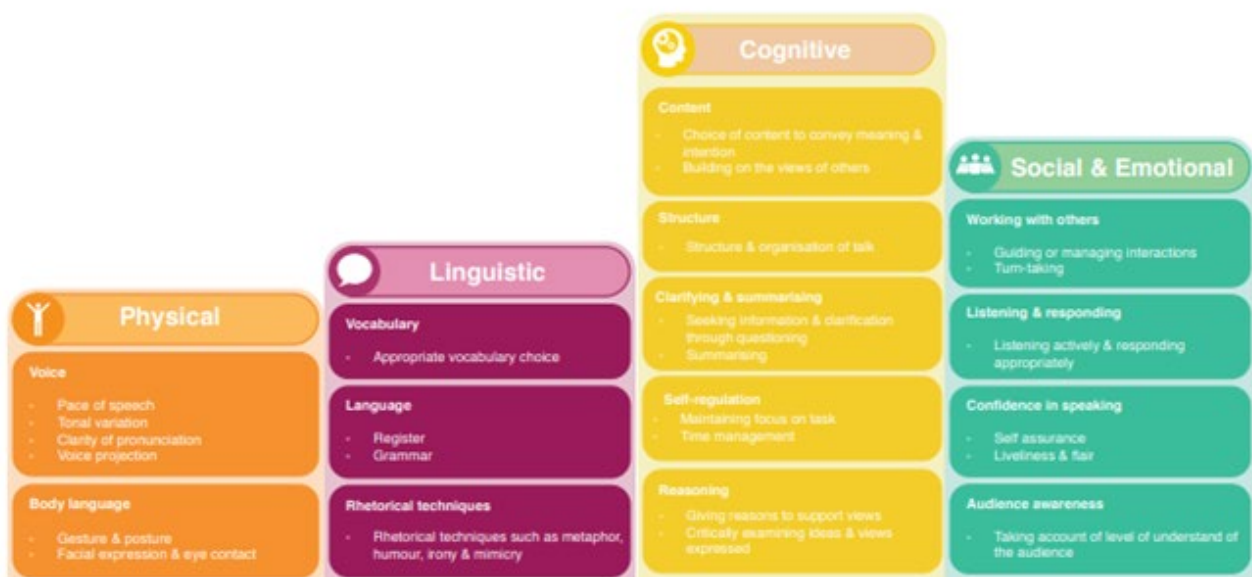 Physical
Voice
- Pace of speech
- Tonal variation
- Clarity of pronunciation
- Voice projection
Body language
- Gesture & posture
- Facial expression & eye contact
Linguistic
Vocabulary
- Appropriate vocabulary choice
Language
- Register
- Grammar
Rhetorical techniques
- Rhetorical techniques such as metaphor,
humour, irony & mimicry
Cognitive
Content
- Choice of content to convey meaning &
intention
- Building on the views of others
Structure
- Structure & organisation of talk
Clarifying & summarising
- Seeking information & clarification
through questioning
- Summarising
Self-regulation
- Maintaining focus on task
- Time management
Reasoning
- Giving reasons to support views
- Critically examining ideas & views
expressed
Social & Emotional
Working with others
- Guiding or managing interactions
- Turn-taking
Listening & responding
- Listening actively & responding
appropriately
Confidence in speaking
- Self assurance
- Liveliness & flair
Audience awareness
- Taking account of level of understand of
the audience